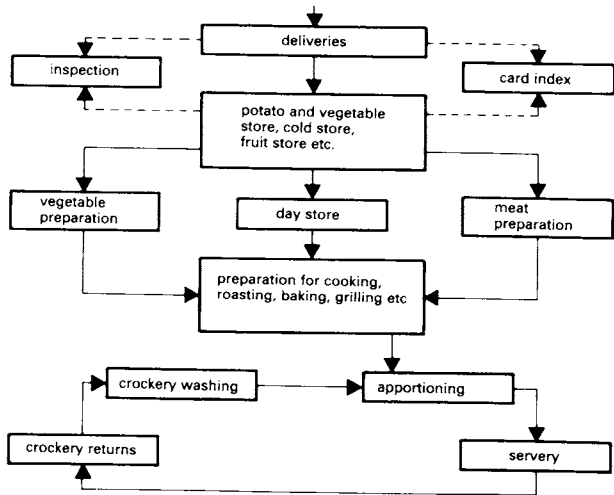 deliveries
inspection
card index
potato and vegetable
store, cold store,
fruit store etc.
vegetable
preparation
day store
meat
preparation
preparation for cooking,
roasting, baking, grilling etc
crockery washing
apportioning
crockery returns
servery